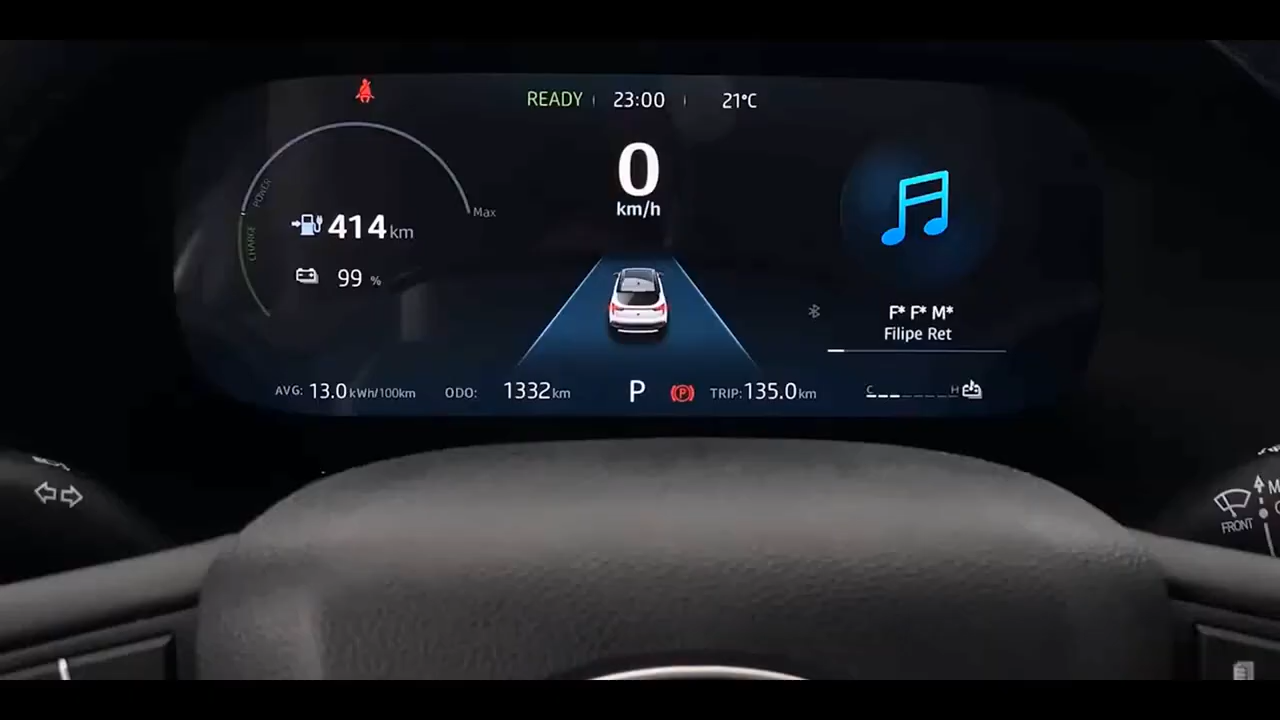 READY 23:00 21°C
0
km/h
POWER
Max
CHARGE
414 km
99 %
F* F* M*
Filipe Ret
AVG: 13.0 kWh/100km ODO: 1332 km P (P) TRIP: 135.0 km C H
FRONT